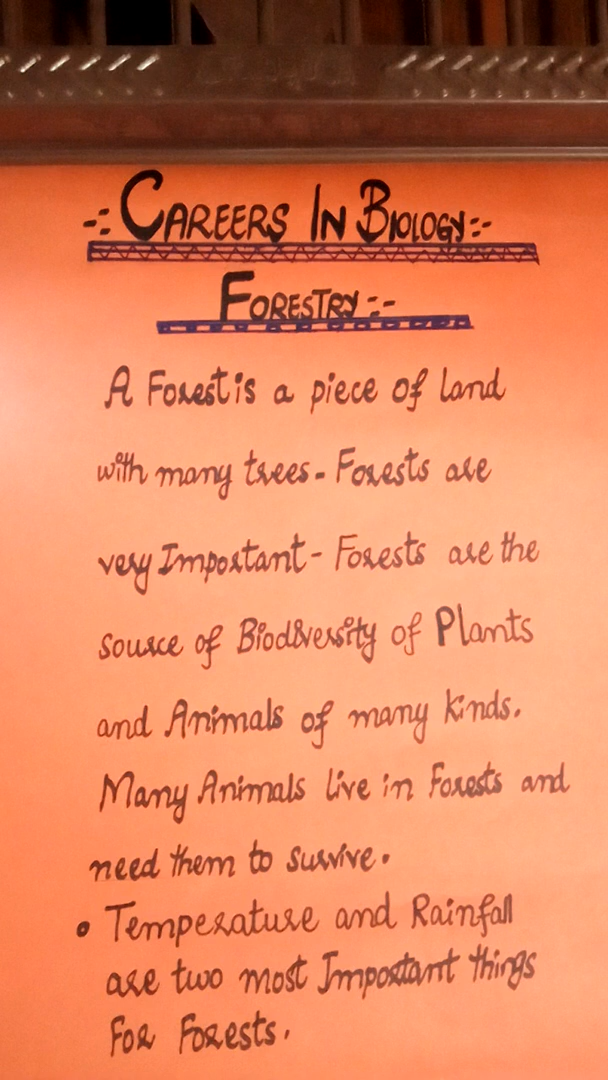 -:CAREERS IN BIOLOGY:-
FORESTRY:-
A Forest is a piece of land
with many trees- Forests are
very Important- Forests are the
source of Biodiversity of Plants
and Animals of many kinds.
Many Animals live in Forests and
need them to survive.
• Temperature and Rainfall
are two most Important things
For Forests.